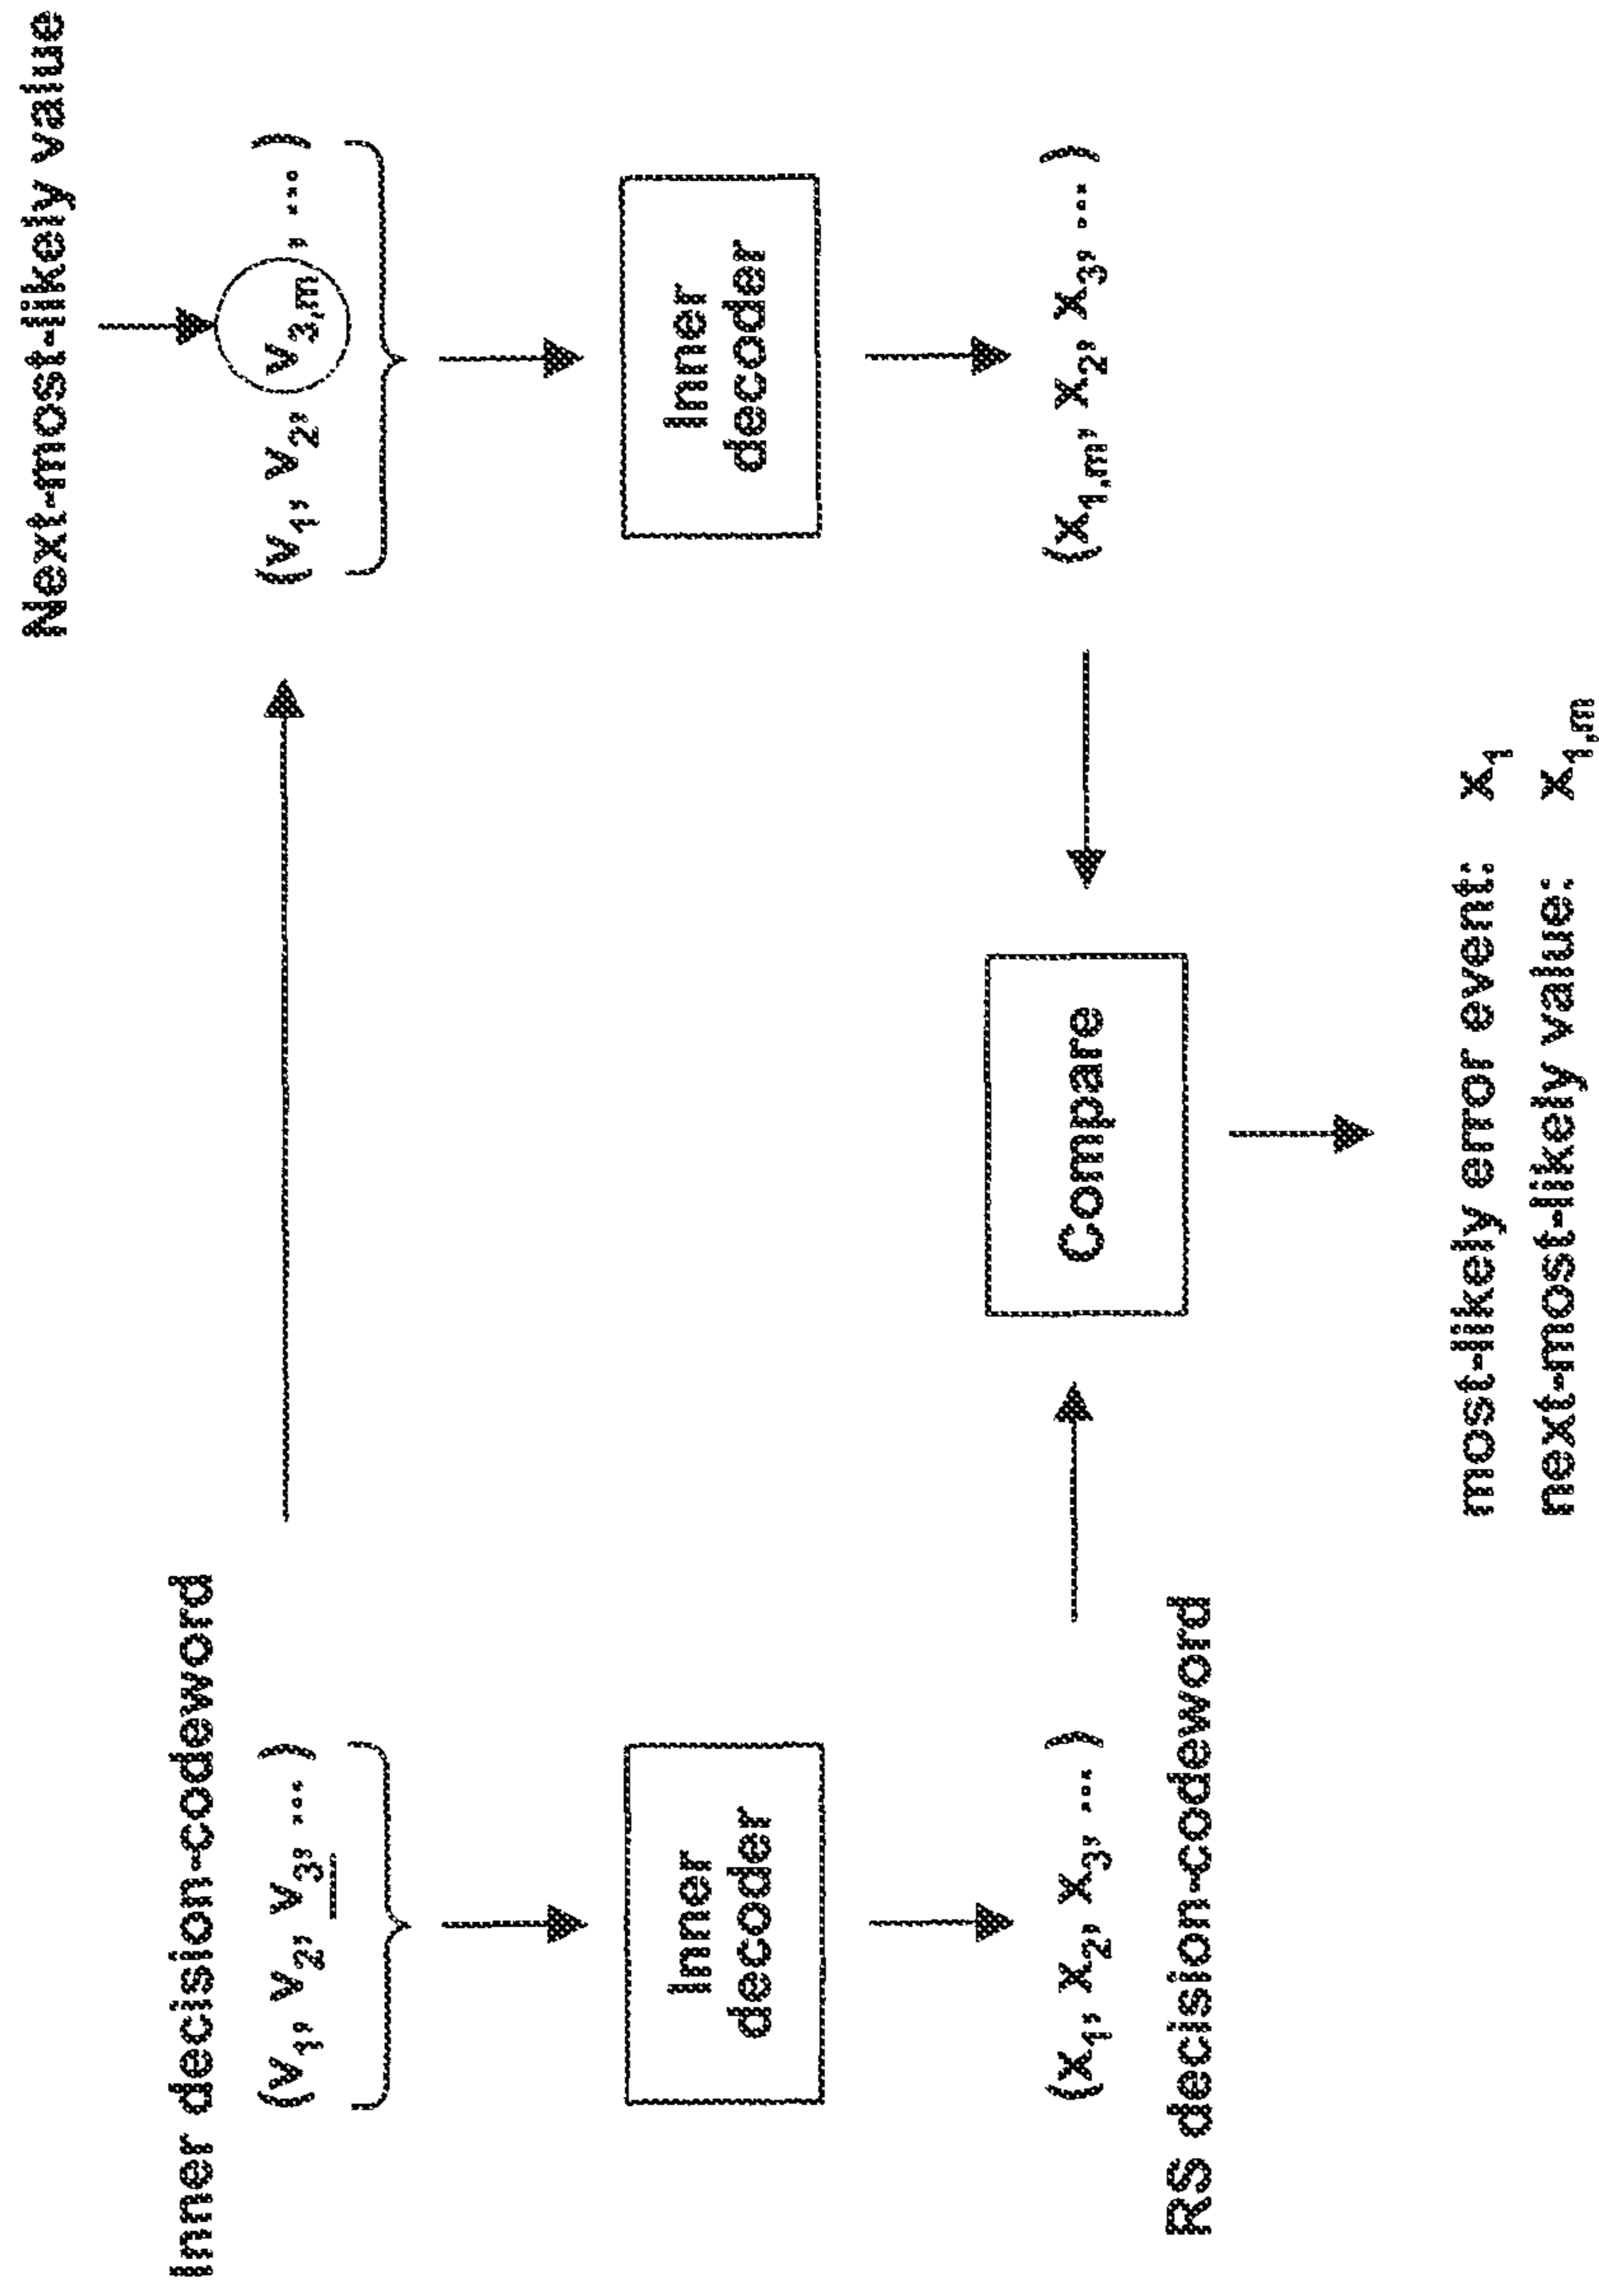 Inner decision-codeword
(v1, v2, v3, ... )
Inner
decoder
(x1, x2, x3, ... )
RS decision-codeword
Next-most-likely value
(v1, v2, v3,m, ... )
Inner
decoder
(x1,m, x2, x3, ... )
Compare
most-likely error event: x1
next-most-likely value: x1,m